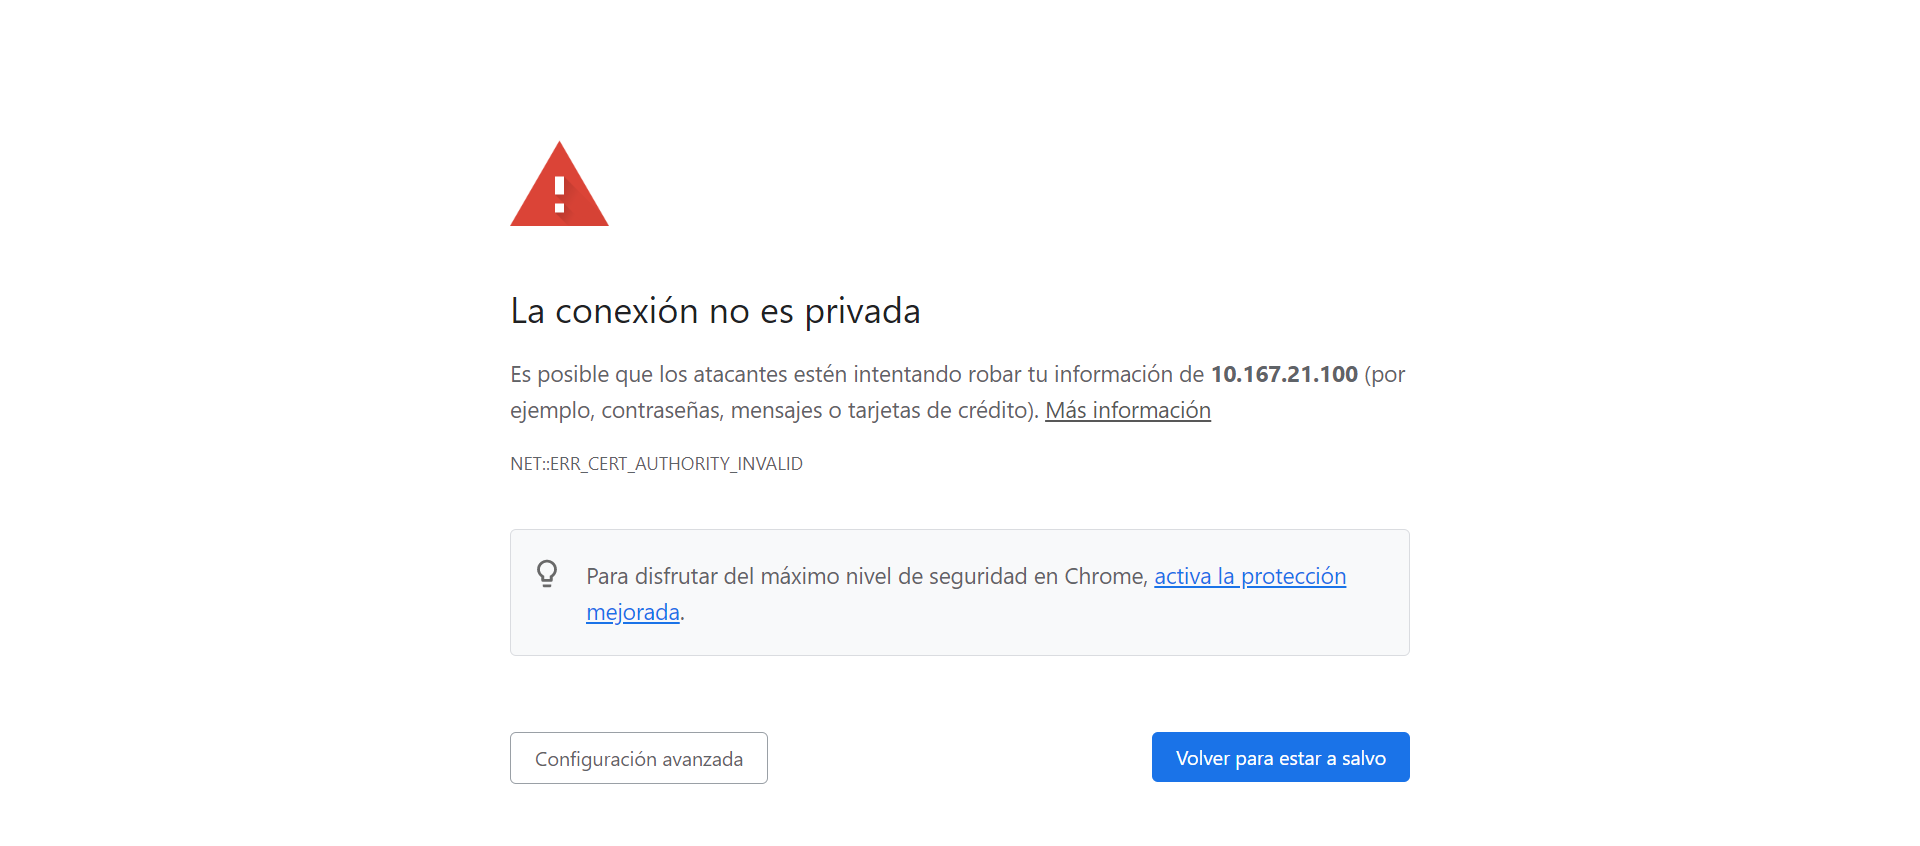 La conexión no es privada
Es posible que los atacantes estén intentando robar tu información de 10.167.21.100 (por
ejemplo, contraseñas, mensajes o tarjetas de crédito). Más información
NET::ERR_CERT_AUTHORITY_INVALID
Para disfrutar del máximo nivel de seguridad en Chrome, activa la protección
mejorada.
Configuración avanzada
Volver para estar a salvo